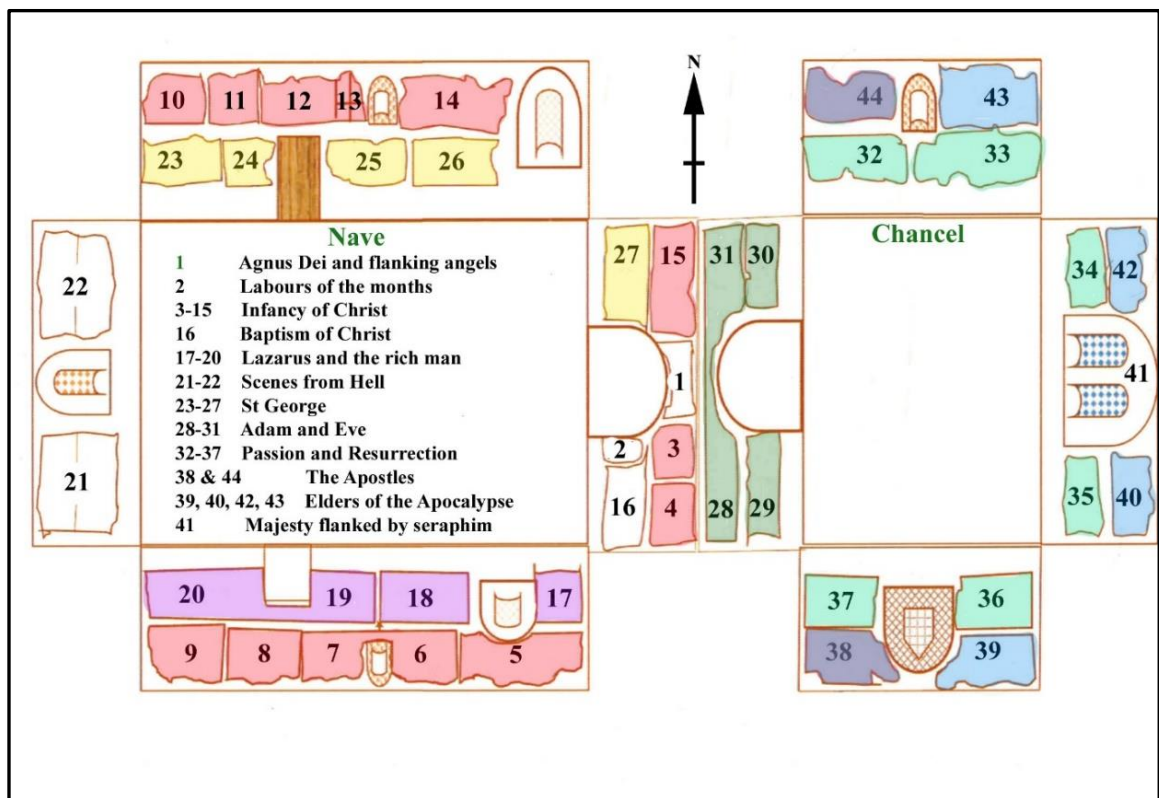 N
10 11 12 13 14
44 43
23 24 25 26
32 33
Nave
Chancel
1 Agnus Dei and flanking angels
2 Labours of the months
3-15 Infancy of Christ
16 Baptism of Christ
17-20 Lazarus and the rich man
21-22 Scenes from Hell
23-27 St George
28-31 Adam and Eve
32-37 Passion and Resurrection
38 & 44 The Apostles
39, 40, 42, 43 Elders of the Apocalypse
41 Majesty flanked by seraphim
22
21
27 15 31 30
1
2 3
16 4 28 29
34 42
41
35 40
20 19 18 17
9 8 7 6 5
37 36
38 39